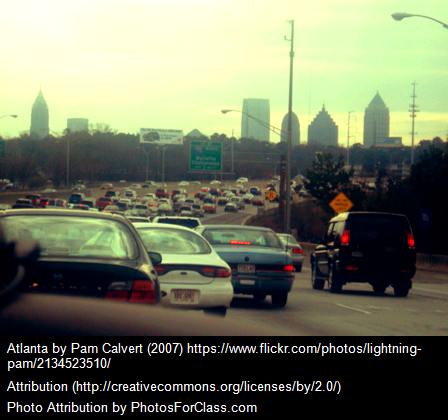 Atlanta by Pam Calvert (2007) https://www.flickr.com/photos/lightning-
pam/2134523510/
Attribution (http://creativecommons.org/licenses/by/2.0/)
Photo Attribution by PhotosForClass.com